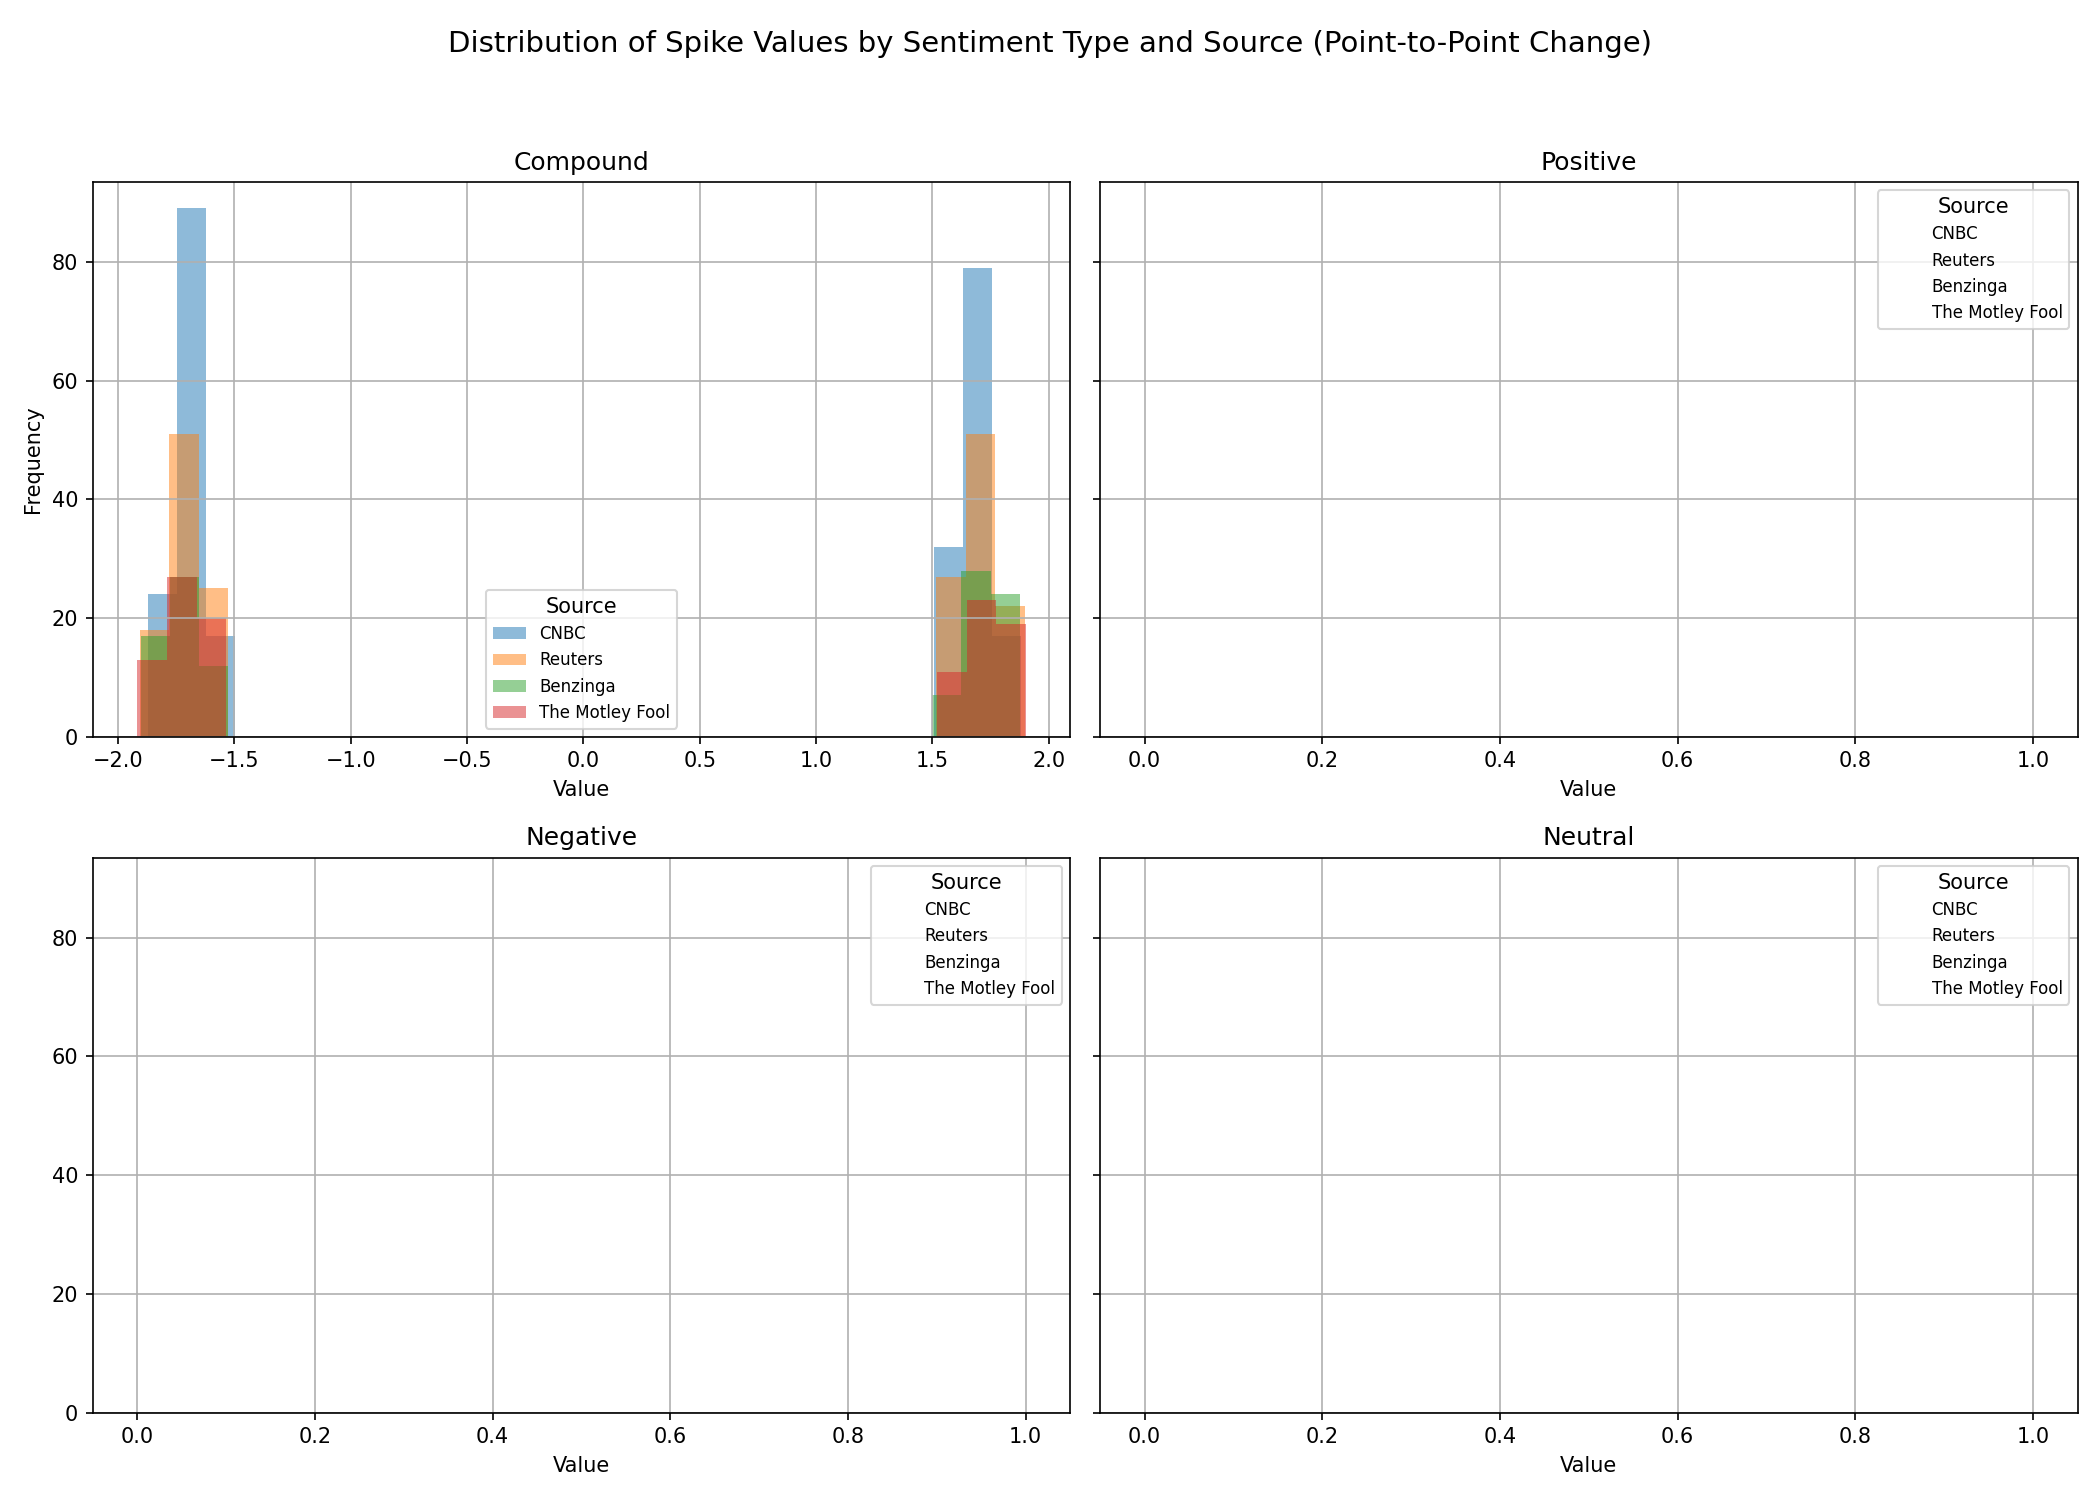 Distribution of Spike Values by Sentiment Type and Source (Point-to-Point Change)
Compound
Frequency
80
60
40
20
0
−2.0 −1.5 −1.0 −0.5 0.0 0.5 1.0 1.5 2.0
Value
Source
CNBC
Reuters
Benzinga
The Motley Fool
Positive
Source
CNBC
Reuters
Benzinga
The Motley Fool
0.0 0.2 0.4 0.6 0.8 1.0
Value
Negative
80
60
40
20
0
Source
CNBC
Reuters
Benzinga
The Motley Fool
0.0 0.2 0.4 0.6 0.8 1.0
Value
Neutral
Source
CNBC
Reuters
Benzinga
The Motley Fool
0.0 0.2 0.4 0.6 0.8 1.0
Value